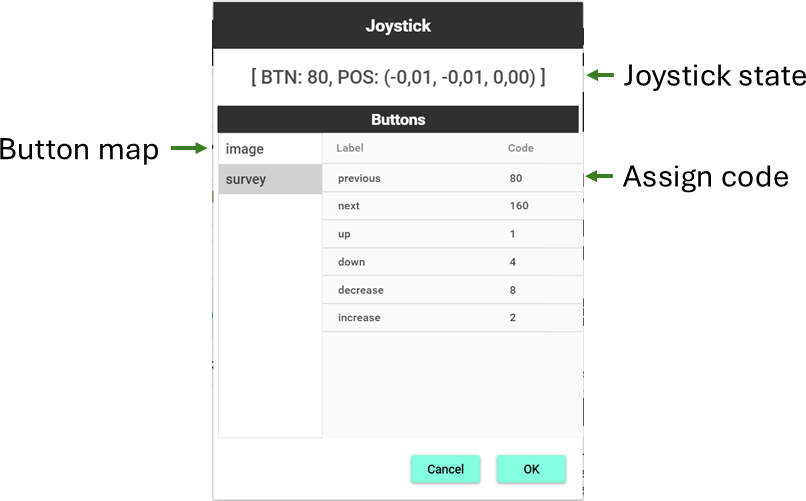 Joystick
[ BTN: 80, POS: (-0,01, -0,01, 0,00) ]
Joystick state
Buttons
Button map
image
Label Code
survey
previous 80
Assign code
next 160
up 1
down 4
decrease 8
increase 2
Cancel OK